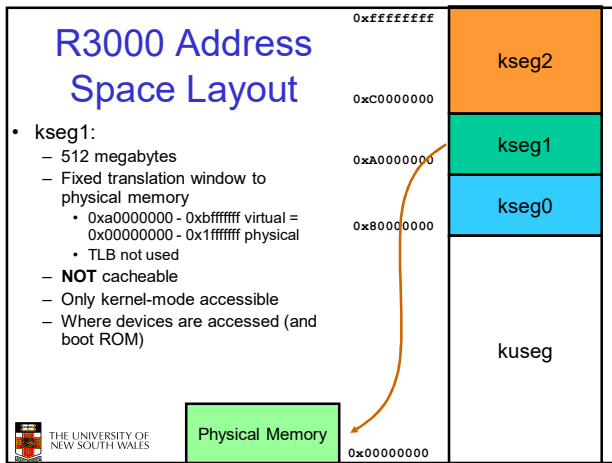 R3000 Address
Space Layout
• kseg1:
– 512 megabytes
– Fixed translation window to
physical memory
• 0xa0000000 - 0xbfffffff virtual =
0x00000000 - 0x1fffffff physical
• TLB not used
– NOT cacheable
– Only kernel-mode accessible
– Where devices are accessed (and
boot ROM)
THE UNIVERSITY OF
NEW SOUTH WALES
Physical Memory
0xffffffff
0xC0000000
0xA0000000
0x80000000
0x00000000
kseg2
kseg1
kseg0
kuseg